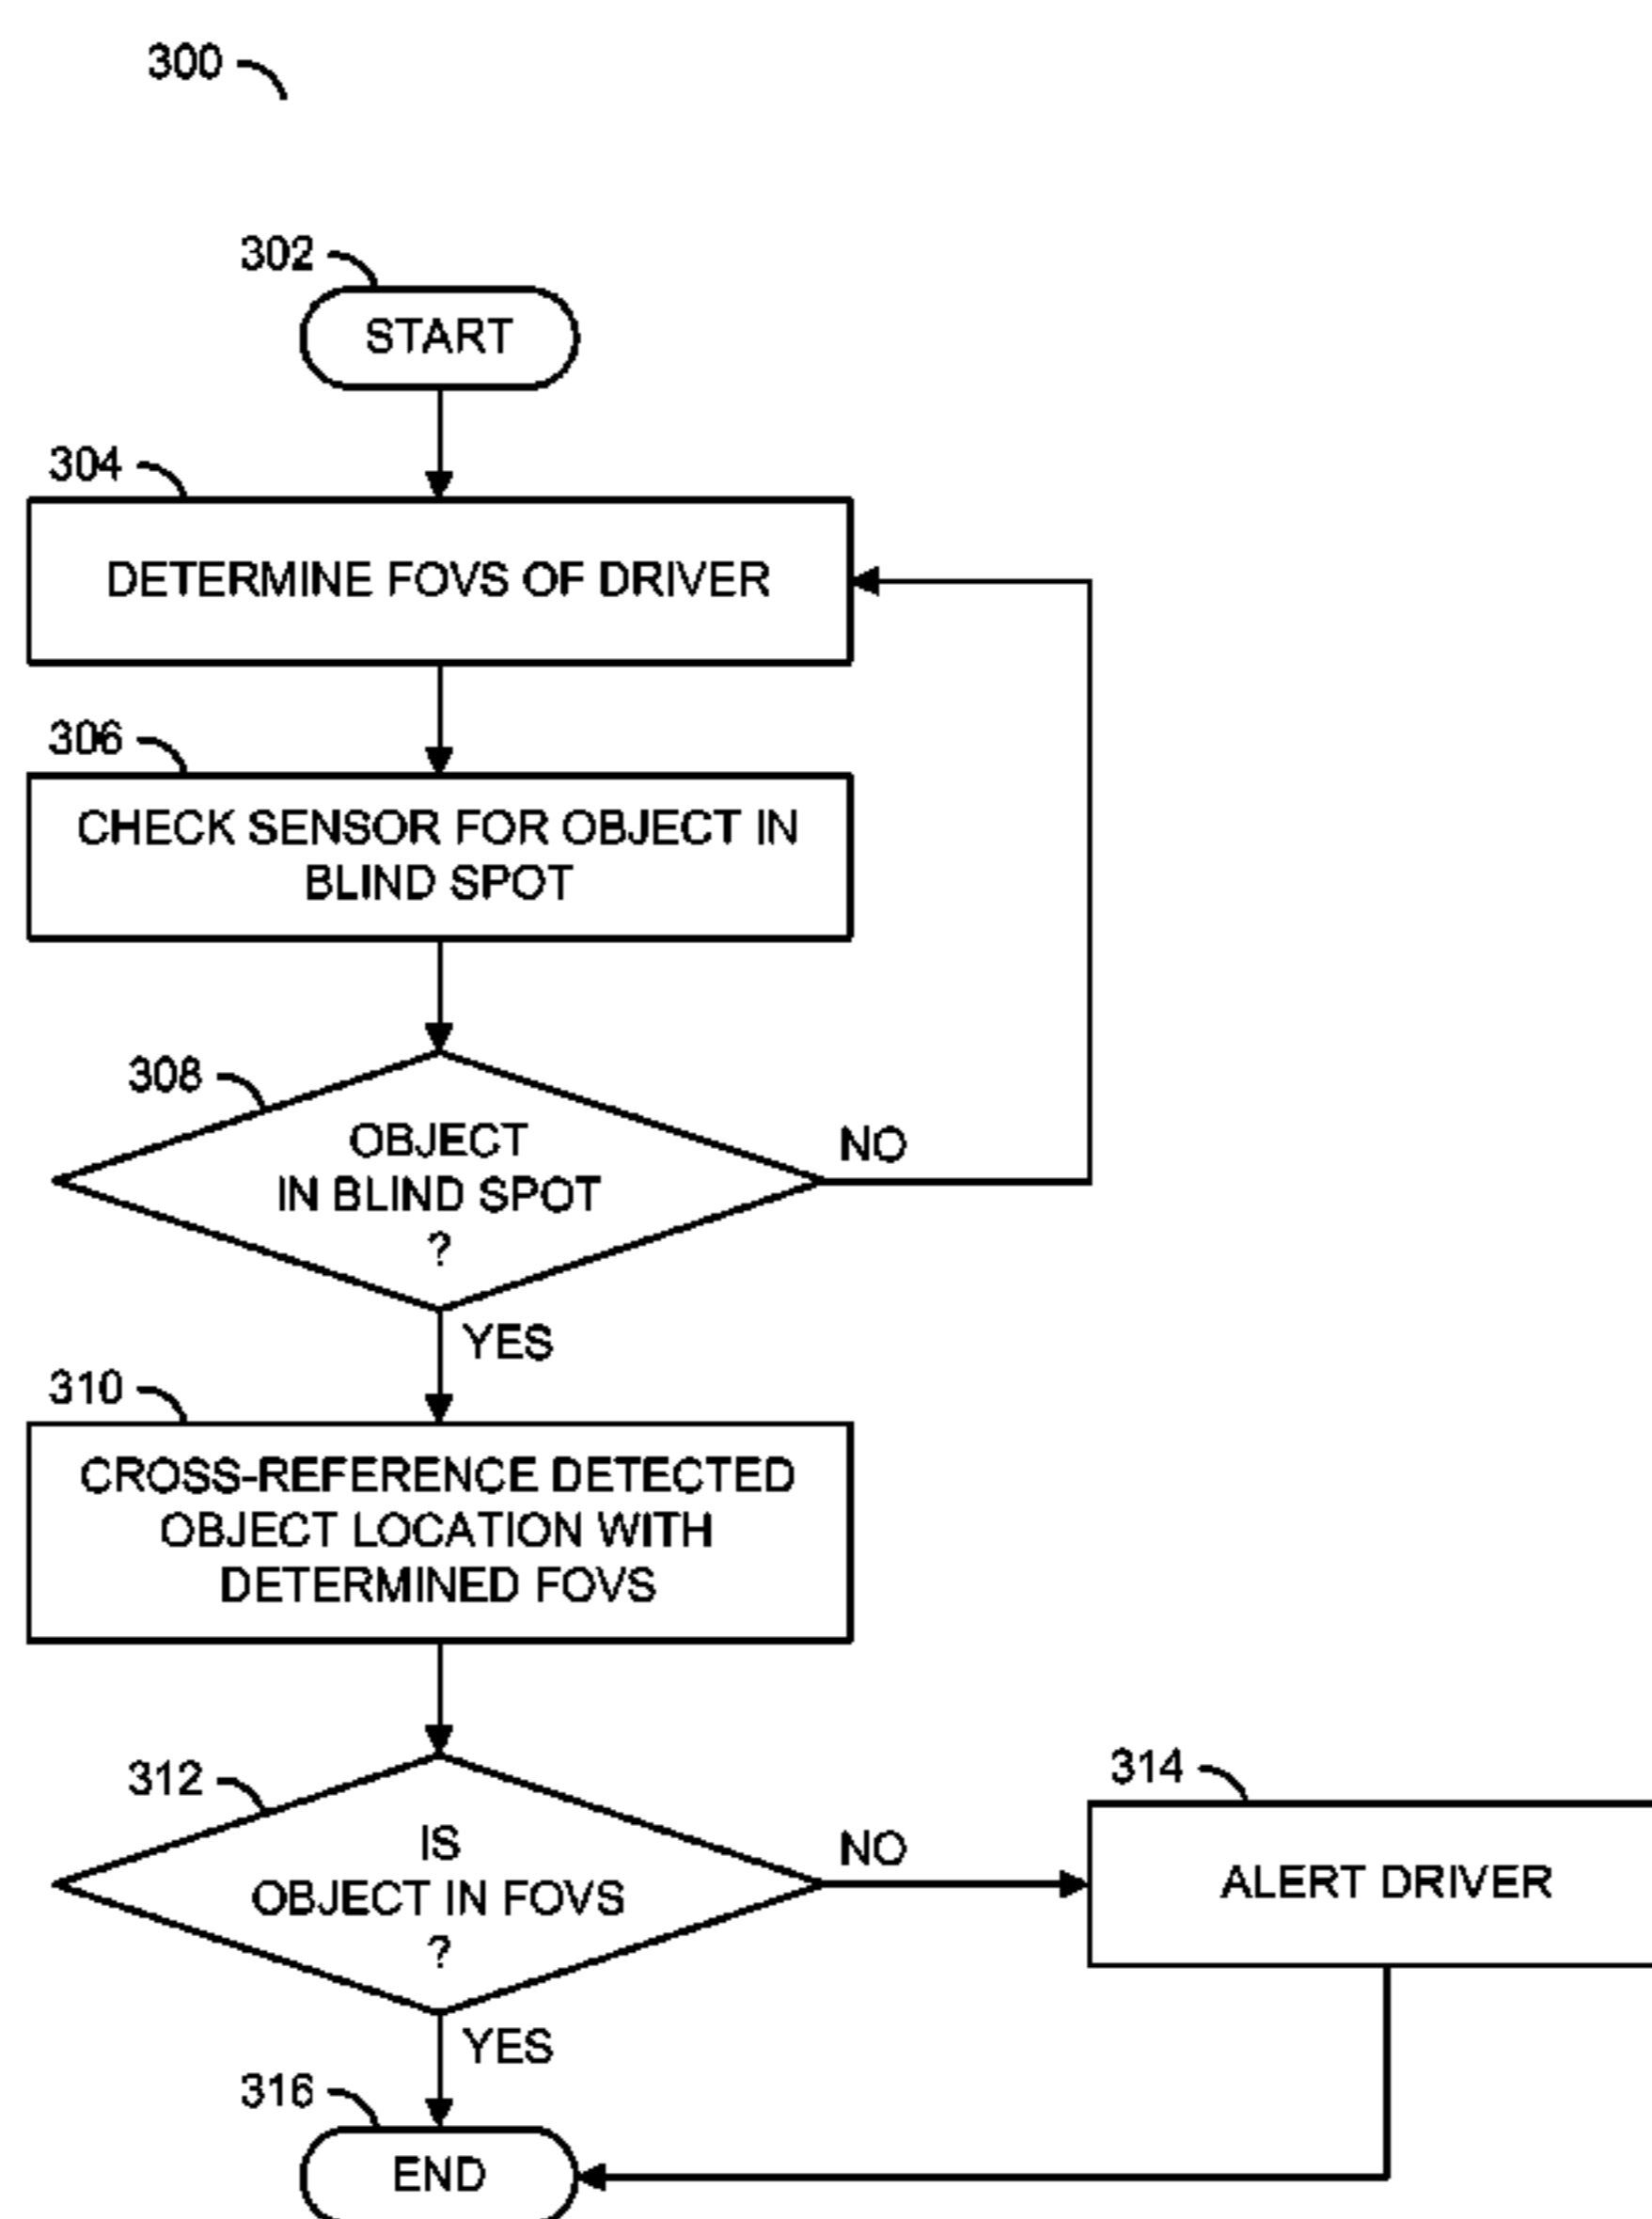 300
302
START
304
DETERMINE FOVS OF DRIVER
306
CHECK SENSOR FOR OBJECT IN
BLIND SPOT
308
OBJECT
IN BLIND SPOT
?
NO
YES
310
CROSS-REFERENCE DETECTED
OBJECT LOCATION WITH
DETERMINED FOVS
312
IS
OBJECT IN FOVS
?
NO
314
ALERT DRIVER
YES
316
END